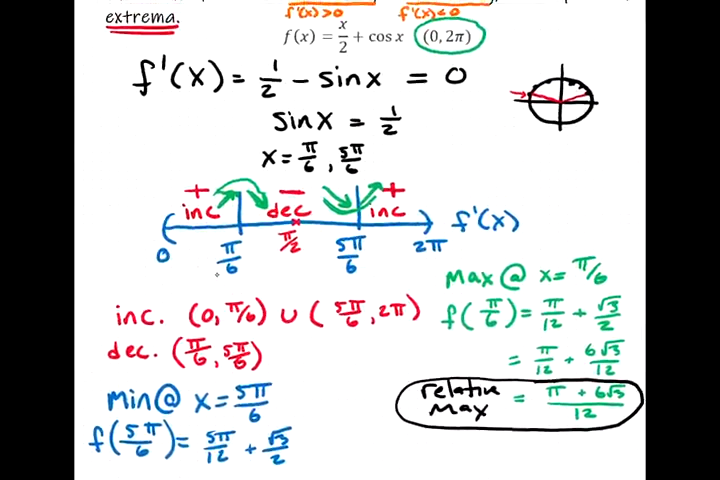 f'(x)>0 f'(x)<0
extrema.
f(x) = x/2 + cos x (0, 2π)
f'(x) = 1/2 - sinx = 0
sinx = 1/2
x = π/6, 5π/6
+ - +
inc dec inc f'(x)
0 π/6 π/2 5π/6 2π
max @ x = π/6
inc. (0, π/6) ∪ (5π/6, 2π)
f(π/6) = π/12 + √3/2
dec. (π/6, 5π/6)
= π/12 + 6√3/12
min @ x = 5π/6
relative max = π + 6√3/12
f(5π/6) = 5π/12 + √3/2